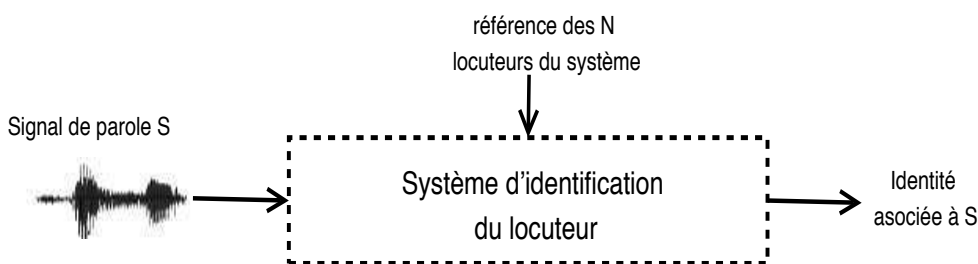 référence des N
locuteurs du système
Signal de parole S
Système d'identification
du locuteur
Identité
asociée à S